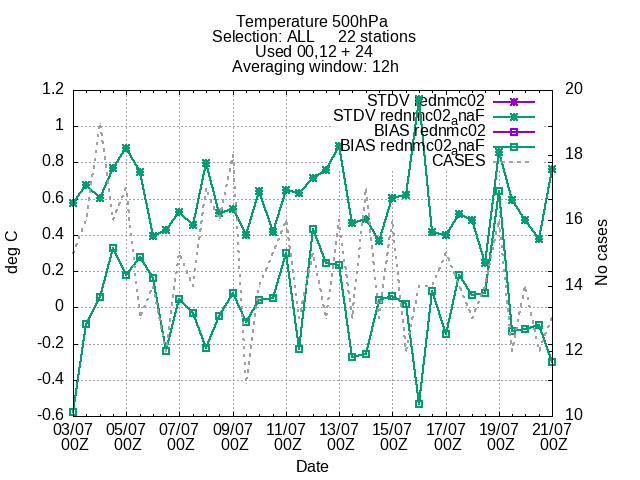 Temperature 500hPa
Selection: ALL 22 stations
Used 00,12 + 24
Averaging window: 12h
STDV rednmc02
STDV rednmc02anaF
BIAS rednmc02
BIAS rednmc02anaF
CASES
deg C
1.2
1
0.8
0.6
0.4
0.2
0
-0.2
-0.4
-0.6
No cases
20
18
16
14
12
10
03/07 05/07 07/07 09/07 11/07 13/07 15/07 17/07 19/07 21/07
00Z 00Z 00Z 00Z 00Z 00Z 00Z 00Z 00Z 00Z
Date